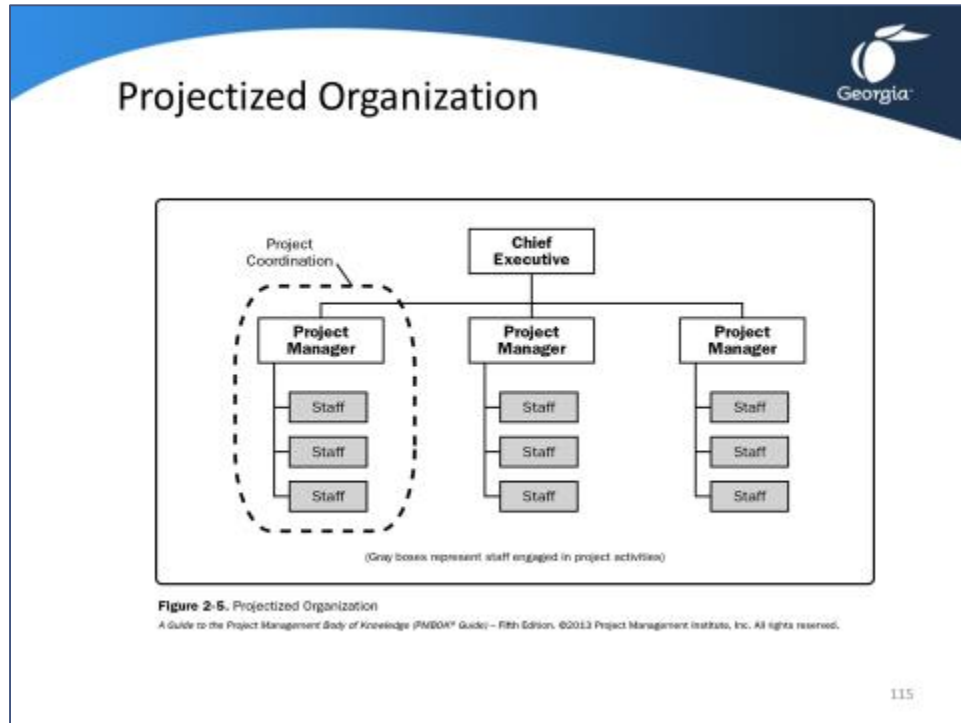 Projectized Organization
Georgia
Project
Coordination
Chief
Executive
Project
Manager
Project
Manager
Project
Manager
Staff
Staff
Staff
Staff
Staff
Staff
Staff
Staff
Staff
(Gray boxes represent staff engaged in project activities)
Figure 2-5. Projectized Organization
A Guide to the Project Management Body of Knowledge (PMBOK® Guide) – Fifth Edition. ©2013 Project Management Institute, Inc. All rights reserved.
115